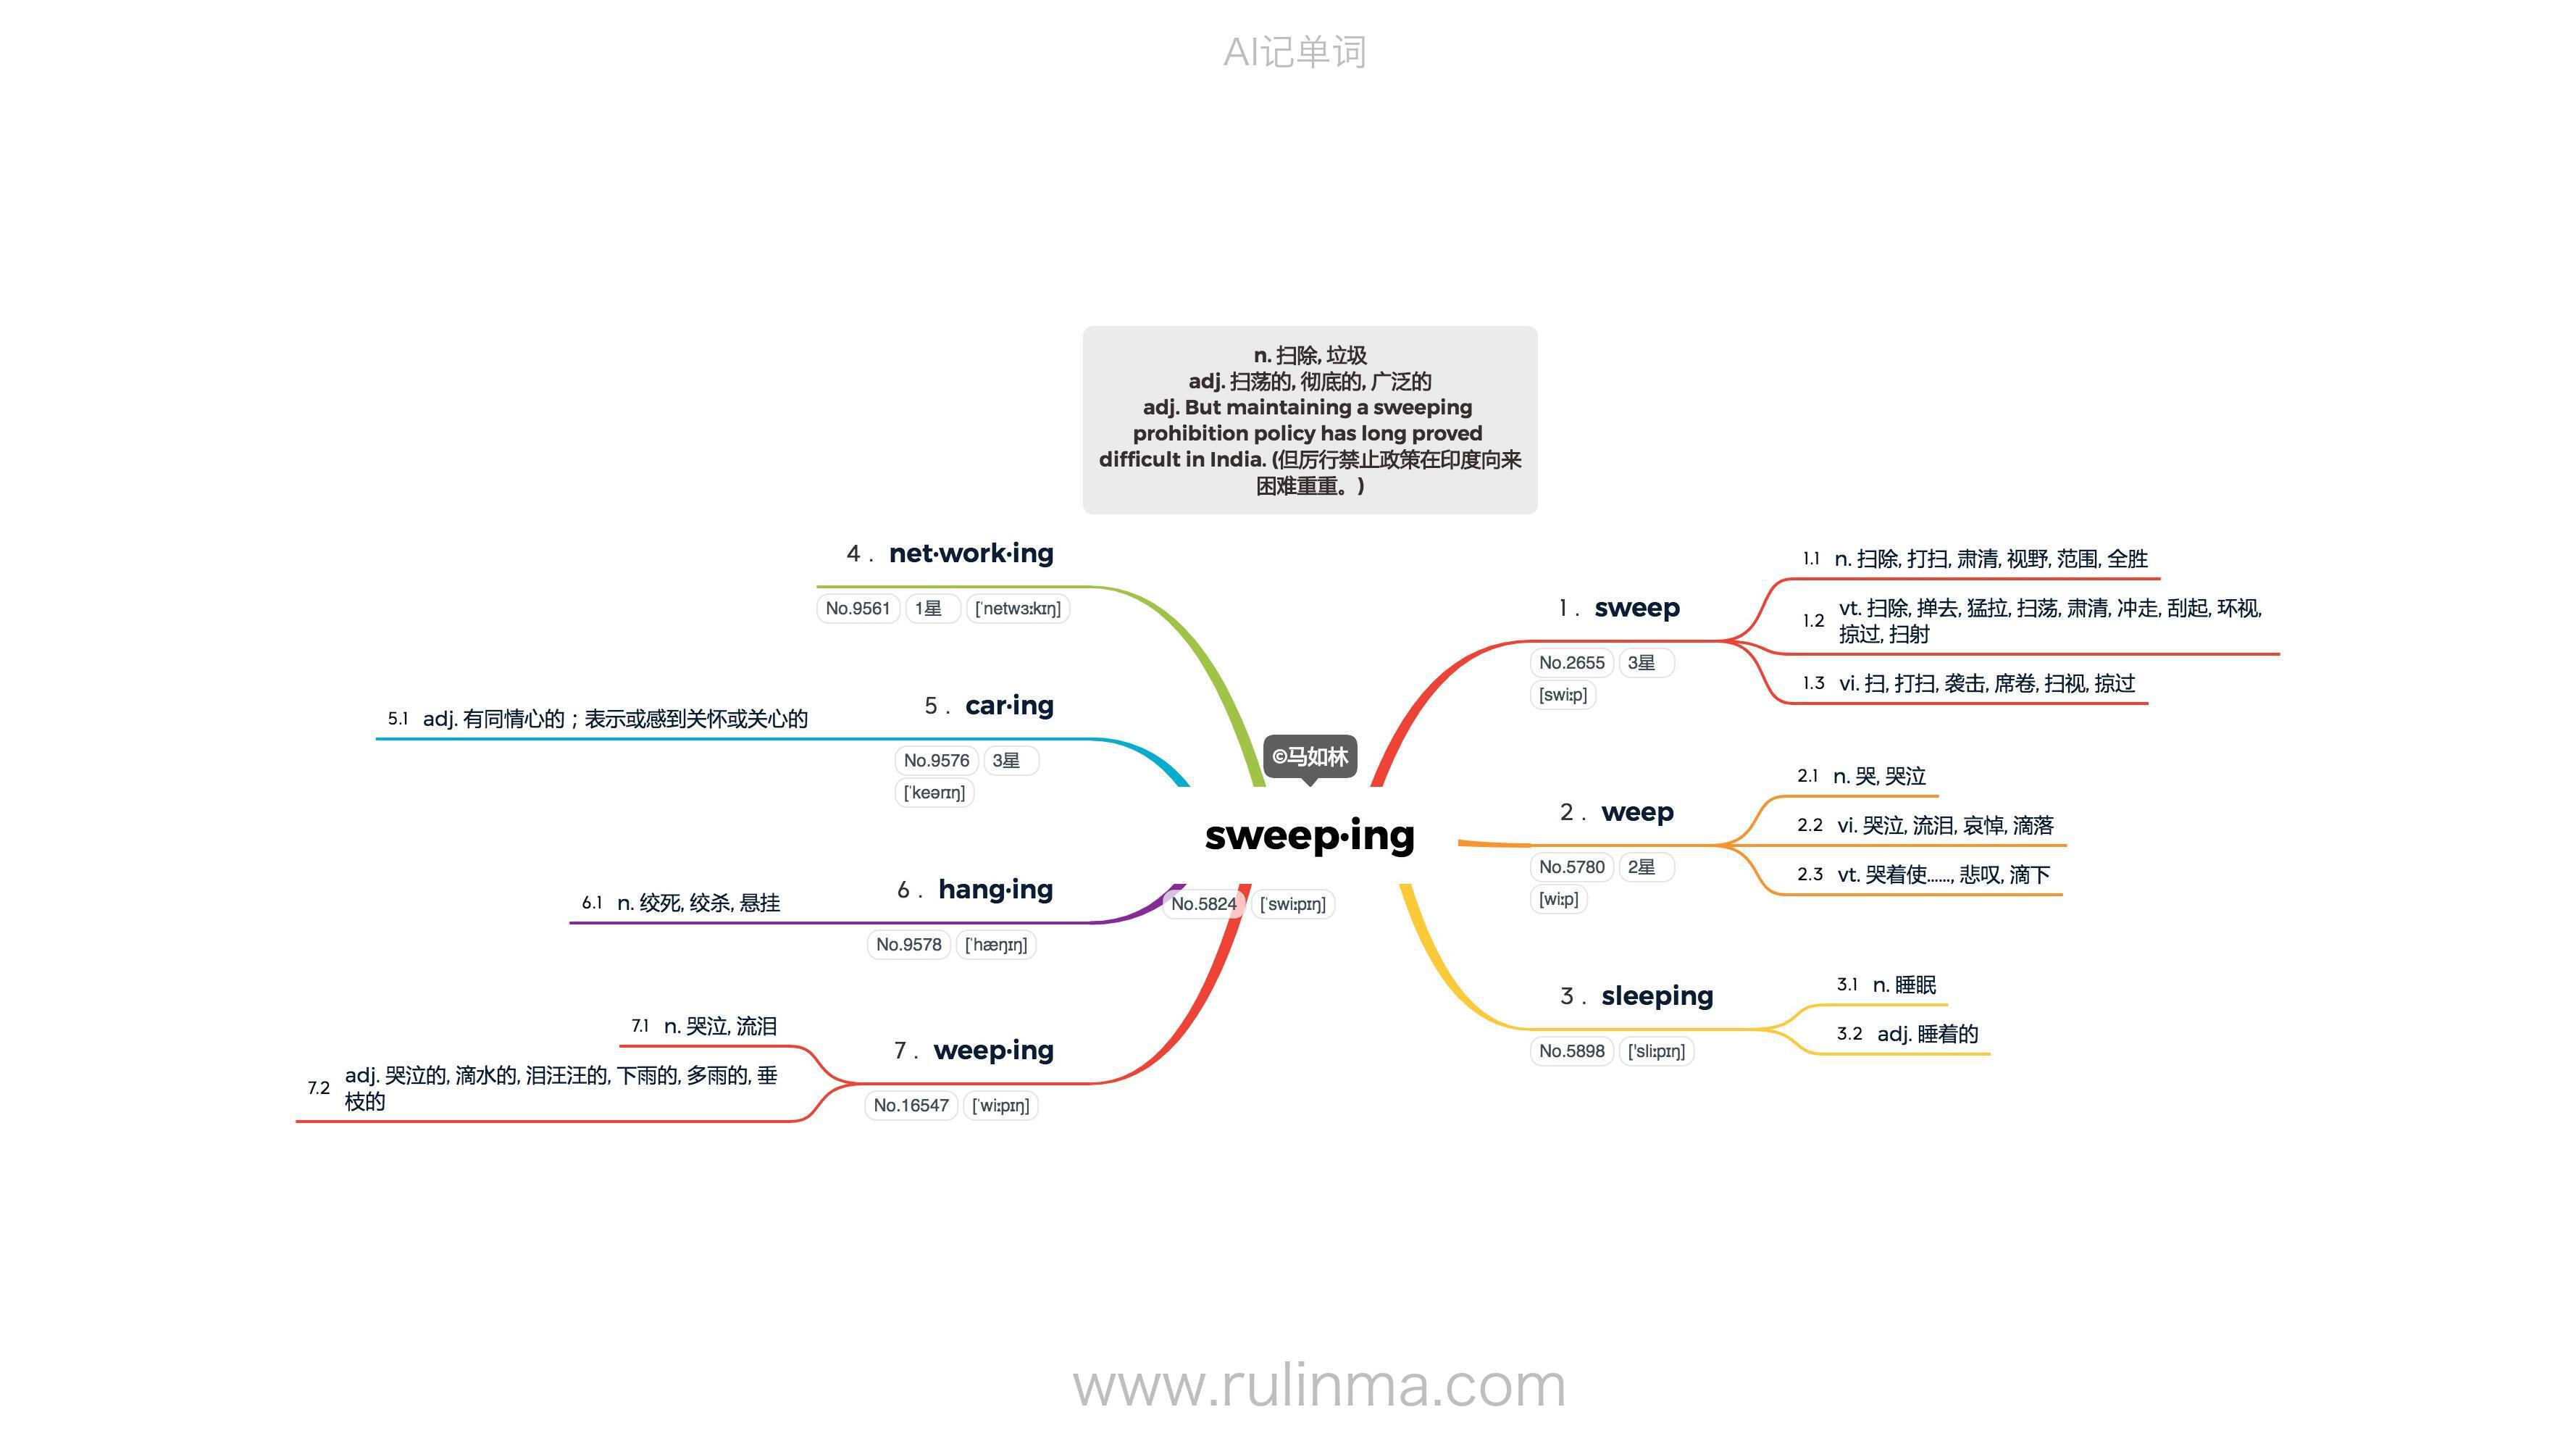 AI记单词
n. 扫除, 垃圾
adj. 扫荡的, 彻底的, 广泛的
adj. But maintaining a sweeping
prohibition policy has long proved
difficult in India. (但厉行禁止政策在印度向来
困难重重。)
©马如林
sweep·ing
No.5824 [ˈswiːpɪŋ]
1 . sweep
No.2655 3星
[swiːp]
1.1 n. 扫除, 打扫, 肃清, 视野, 范围, 全胜
1.2 vt. 扫除, 掸去, 猛拉, 扫荡, 肃清, 冲走, 刮起, 环视,
掠过, 扫射
1.3 vi. 扫, 打扫, 袭击, 席卷, 扫视, 掠过
2 . weep
No.5780 2星
[wiːp]
2.1 n. 哭, 哭泣
2.2 vi. 哭泣, 流泪, 哀悼, 滴落
2.3 vt. 哭着使……, 悲叹, 滴下
3 . sleeping
No.5898 ['sliːpɪŋ]
3.1 n. 睡眠
3.2 adj. 睡着的
4 . net·work·ing
No.9561 1星 [ˈnetwɜːkɪŋ]
5 . car·ing
No.9576 3星
[ˈkeərɪŋ]
5.1 adj. 有同情心的；表示或感到关怀或关心的
6 . hang·ing
No.9578 [ˈhæŋɪŋ]
6.1 n. 绞死, 绞杀, 悬挂
7 . weep·ing
No.16547 [ˈwiːpɪŋ]
7.1 n. 哭泣, 流泪
7.2 adj. 哭泣的, 滴水的, 泪汪汪的, 下雨的, 多雨的, 垂
枝的
www.rulinma.com